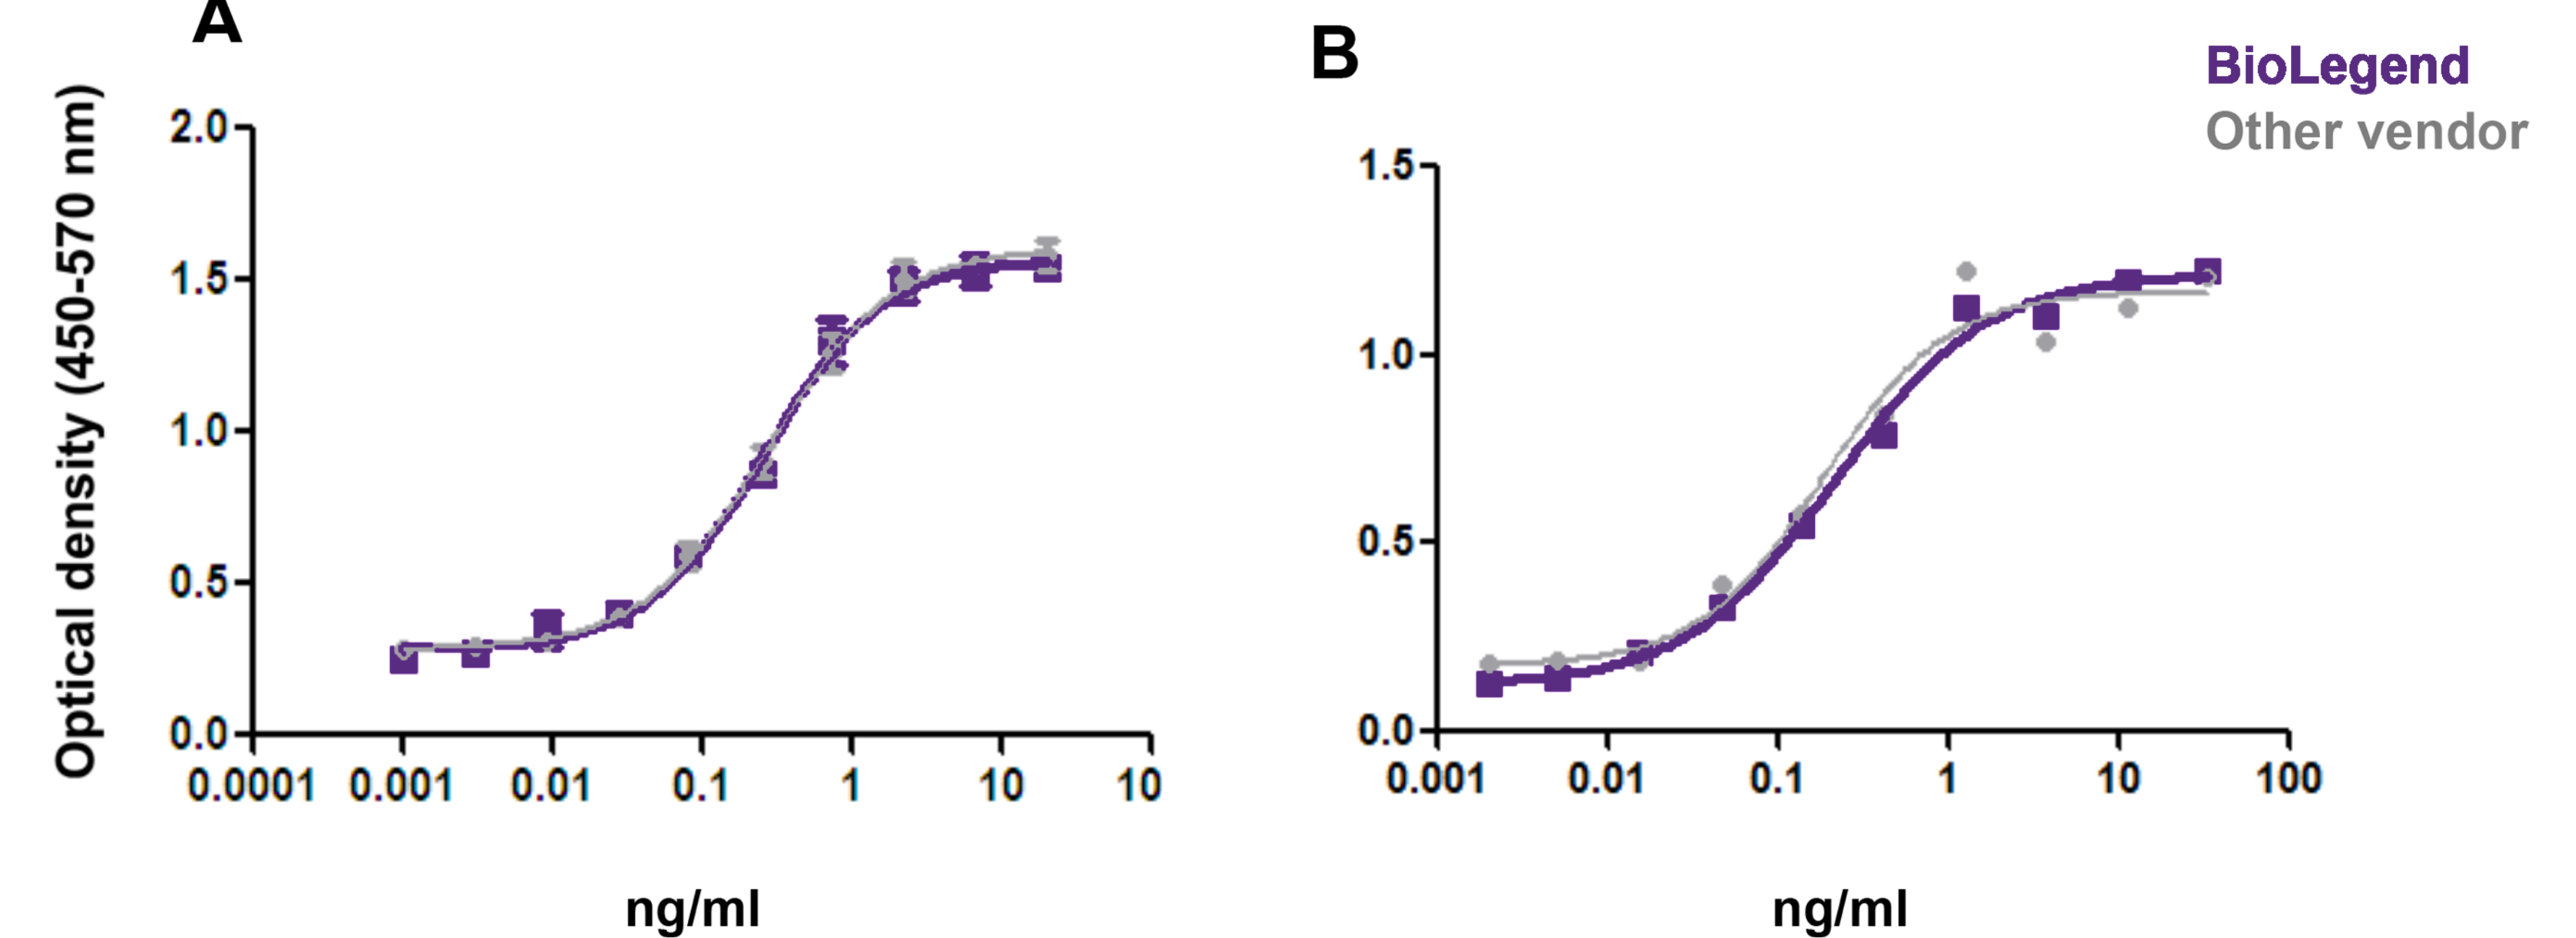 A
B
BioLegend
Other vendor
Optical density (450-570 nm)
2.0
1.5
1.0
0.5
0.0
0.0001 0.001 0.01 0.1 1 10 10
ng/ml
1.5
1.0
0.5
0.0
0.001 0.01 0.1 1 10 100
ng/ml